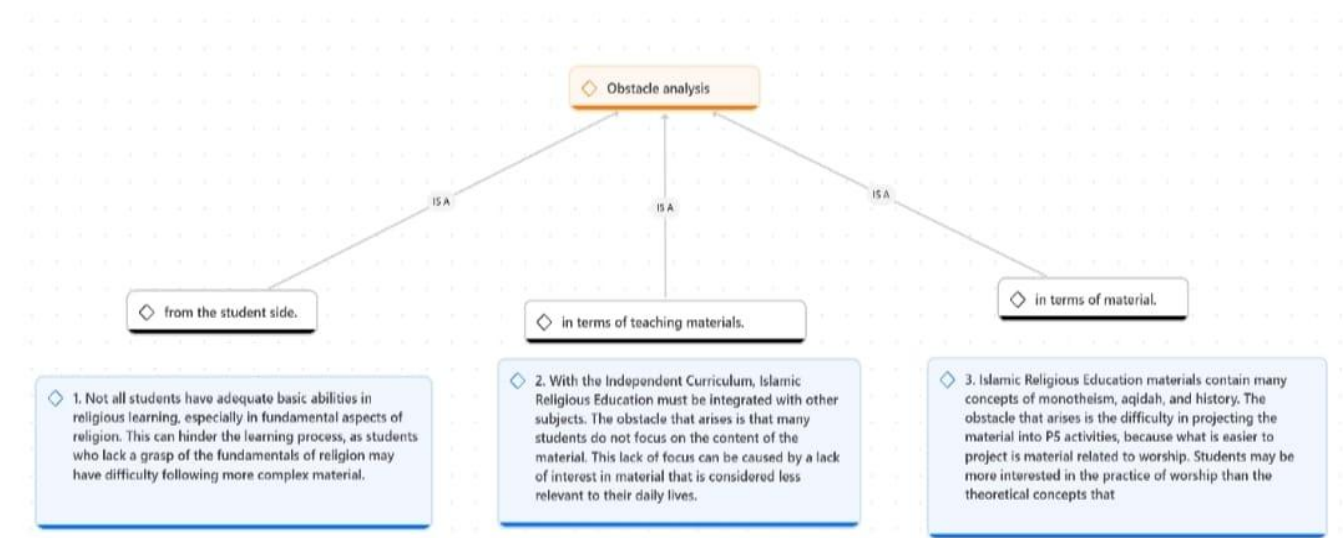 Obstacle analysis
IS A
IS A
IS A
from the student side.
in terms of teaching materials.
in terms of material.
1. Not all students have adequate basic abilities in
religious learning, especially in fundamental aspects of
religion. This can hinder the learning process, as students
who lack a grasp of the fundamentals of religion may
have difficulty following more complex material.
2. With the Independent Curriculum, Islamic
Religious Education must be integrated with other
subjects. The obstacle that arises is that many
students do not focus on the content of the
material. This lack of focus can be caused by a lack
of interest in material that is considered less
relevant to their daily lives.
3. Islamic Religious Education materials contain many
concepts of monotheism, aqidah, and history. The
obstacle that arises is the difficulty in projecting the
material into P5 activities, because what is easier to
project is material related to worship. Students may be
more interested in the practice of worship than the
theoretical concepts that